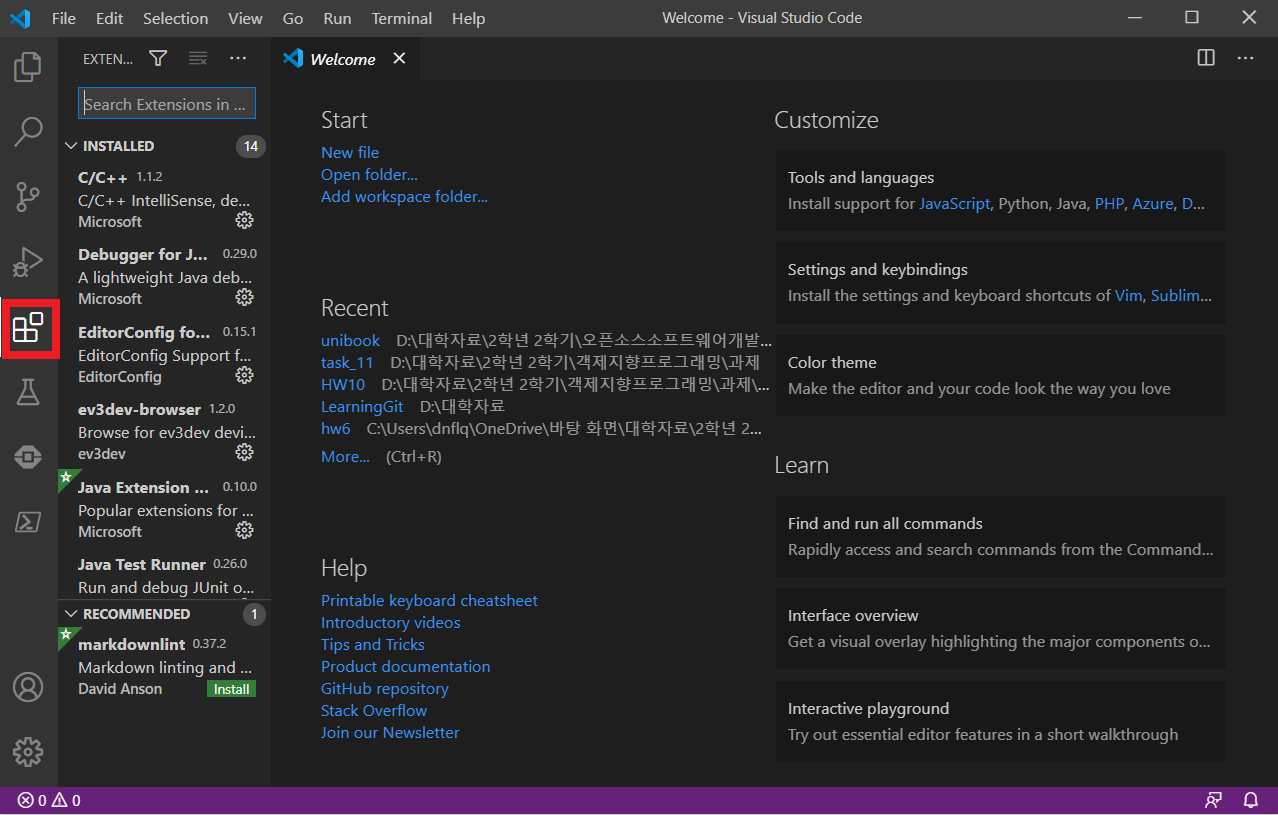 File Edit Selection View Go Run Terminal Help
Welcome - Visual Studio Code
EXTEN...
Search Extensions in ...
INSTALLED 14
C/C++ 1.1.2
C/C++ IntelliSense, de...
Microsoft
Debugger for J... 0.29.0
A lightweight Java deb...
Microsoft
EditorConfig fo... 0.15.1
EditorConfig Support f...
EditorConfig
ev3dev-browser 1.2.0
Browse for ev3dev devi...
ev3dev
Java Extension ... 0.10.0
Popular extensions for ...
Microsoft
Java Test Runner 0.26.0
Run and debug JUnit o...
RECOMMENDED 1
markdownlint 0.37.2
Markdown linting and ...
David Anson Install
Welcome
Start
New file
Open folder...
Add workspace folder...
Recent
unibook D:\대학자료\2학년 2학기\오픈소스소프트웨어개발...
task_11 D:\대학자료\2학년 2학기\객체지향프로그래밍\과제
HW10 D:\대학자료\2학년 2학기\객체지향프로그래밍\과제\...
LearningGit D:\대학자료
hw6 C:\Users\dnflq\OneDrive\바탕 화면\대학자료\2학년 2...
More... (Ctrl+R)
Help
Printable keyboard cheatsheet
Introductory videos
Tips and Tricks
Product documentation
GitHub repository
Stack Overflow
Join our Newsletter
Customize
Tools and languages
Install support for JavaScript, Python, Java, PHP, Azure, D...
Settings and keybindings
Install the settings and keyboard shortcuts of Vim, Sublim...
Color theme
Make the editor and your code look the way you love
Learn
Find and run all commands
Rapidly access and search commands from the Command...
Interface overview
Get a visual overlay highlighting the major components o...
Interactive playground
Try out essential editor features in a short walkthrough
0 0